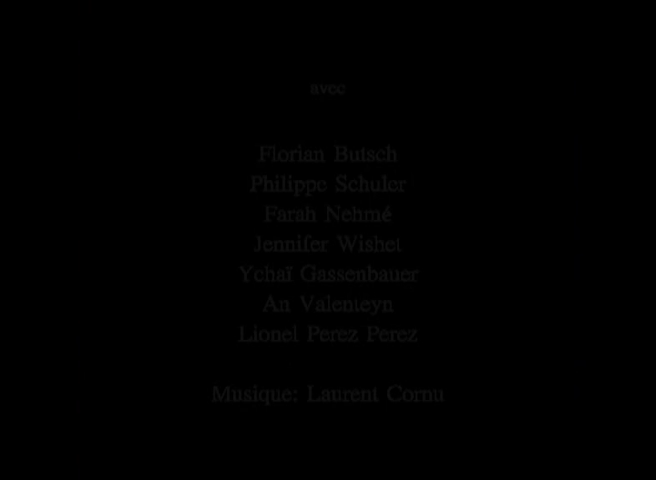 avec
Florian Butsch
Philippe Schuler
Farah Nehmé
Jennifer Wishet
Ychaï Gassenbauer
An Valenteyn
Lionel Perez Perez
Musique: Laurent Cornu